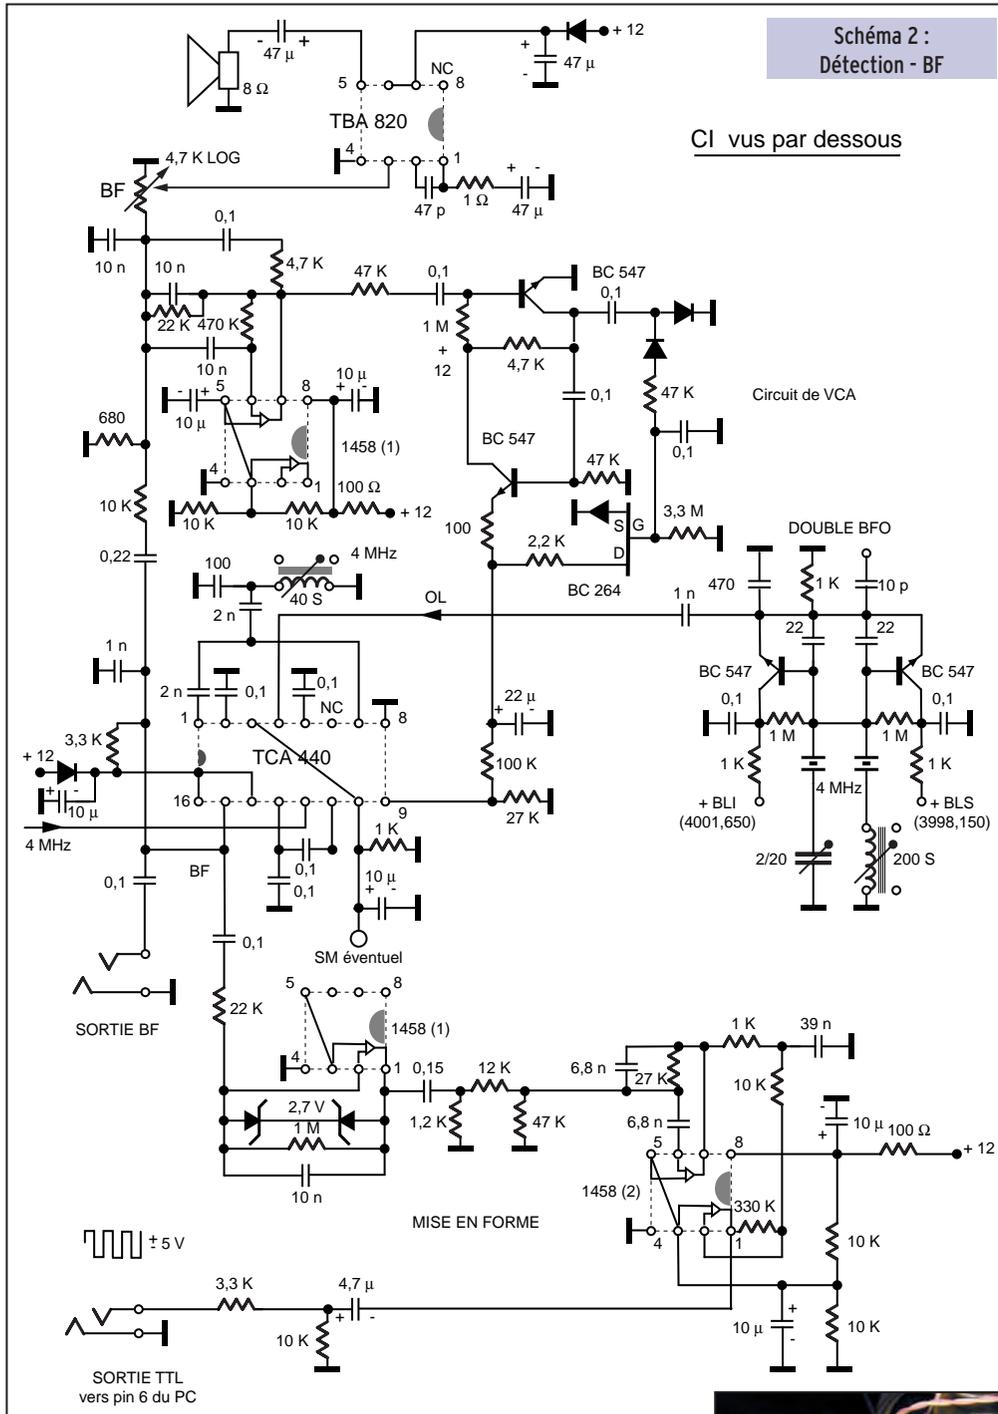 Schéma 2 :
Détection - BF
CI vus par dessous
- +
47 µ
8 Ω
+ 12
+
-
47 µ
NC
5
8
TBA 820
4
1
4,7 K LOG
BF
47 p
1 Ω
+ -
47 µ
0,1
10 n
4,7 K
10 n
47 K
0,1
BC 547
0,1
22 K
470 K
1 M
+
12
4,7 K
10 n
- +
10 µ
5
8
10 µ
+ -
47 K
0,1
Circuit de VCA
680
1458 (1)
BC 547
0,1
4
1
100 Ω
47 K
10 K
10 K
10 K
+ 12
100
S
G
D
3,3 M
2,2 K
BC 264
DOUBLE BFO
0,22
100
4 MHz
40 S
2 n
OL
1 n
470
1 K
10 p
22
22
1 n
BC 547
BC 547
2 n
0,1
0,1
NC
22 µ
+ -
0,1
0,1
1
8
1 M
1 M
3,3 K
TCA 440
+ 12
100 K
1 K
4 MHz
1 K
+ -
10 µ
16
9
27 K
+ BLI
(4001,650)
+ BLS
(3998,150)
4 MHz
1 K
BF
0,1
0,1
0,1
10 µ
+ -
2/20
200 S
0,1
SM éventuel
5
8
SORTIE BF
22 K
1458 (1)
4
1
0,15
12 K
6,8 n
27 K
1 K
39 n
10 K
2,7 V
1 M
1,2 K
47 K
6,8 n
-
+
10 µ
100 Ω
+ 12
10 n
5
8
1458 (2)
330 K
MISE EN FORME
4
1
10 K
+
-
5 V
3,3 K
4,7 µ
+ -
10 K
10 µ
+
-
10 K
SORTIE TTL
vers pin 6 du PC